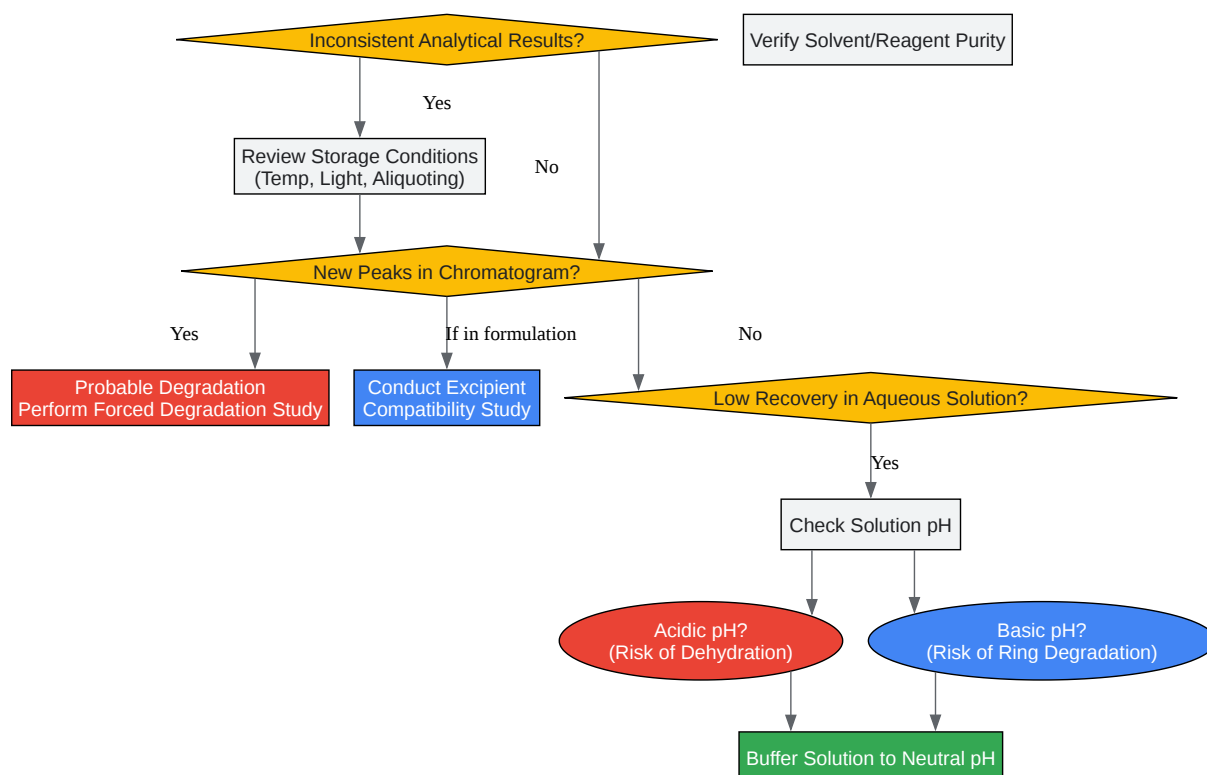 Inconsistent Analytical Results?
Verify Solvent/Reagent Purity
Yes
Review Storage Conditions
(Temp, Light, Aliquoting)
No
New Peaks in Chromatogram?
Yes
If in formulation
No
Probable Degradation
Perform Forced Degradation Study
Conduct Excipient
Compatibility Study
Low Recovery in Aqueous Solution?
Yes
Check Solution pH
Acidic pH?
(Risk of Dehydration)
Basic pH?
(Risk of Ring Degradation)
Buffer Solution to Neutral pH